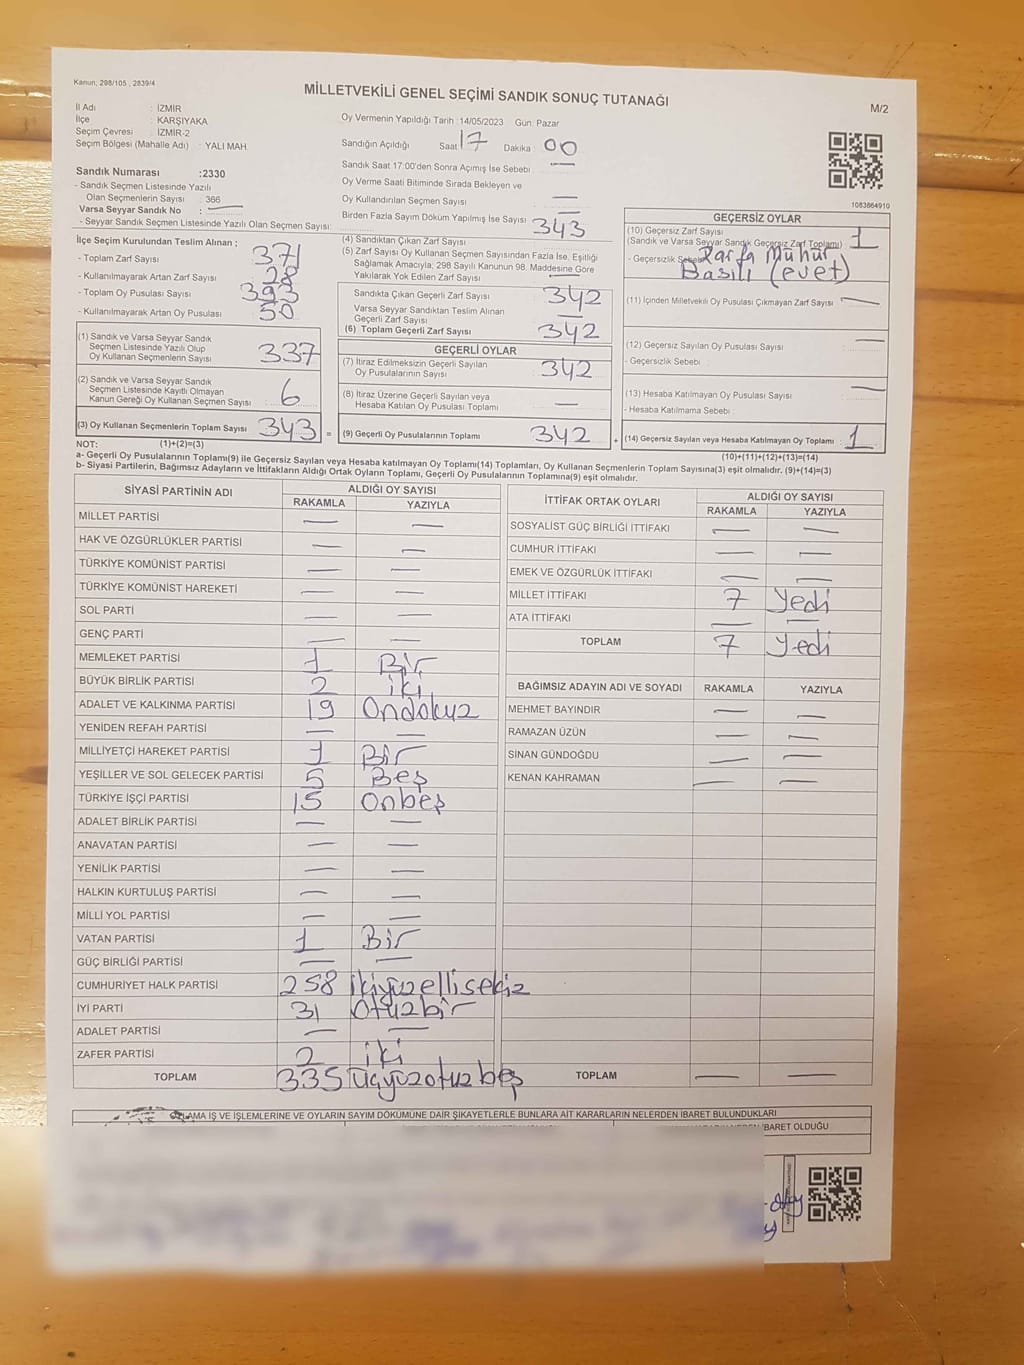 Kanun; 298/105 , 2839/4
MİLLETVEKİLİ GENEL SEÇİMİ SANDIK SONUÇ TUTANAĞI
M/2
İl Adı : İZMİR
İlçe : KARŞIYAKA
Seçim Çevresi : İZMİR-2
Seçim Bölgesi (Mahalle Adı) : YALI MAH.
Oy Vermenin Yapıldığı Tarih :14/05/2023 Gün: Pazar
Sandığın Açıldığı Saat 17 Dakika 00
Sandık Saat 17:00'den Sonra Açımış İse Sebebi : —
Oy Verme Saati Bitiminde Sırada Bekleyen ve
Oy Kullandırılan Seçmen Sayısı —
Birden Fazla Sayım Döküm Yapılmış İse Sayısı —
1083864910
Sandık Numarası :2330
- Sandık Seçmen Listesinde Yazılı
Olan Seçmenlerin Sayısı : 366
Varsa Seyyar Sandık No : —
- Seyyar Sandık Seçmen Listesinde Yazılı Olan Seçmen Sayısı:
İlçe Seçim Kurulundan Teslim Alınan ;
- Toplam Zarf Sayısı 371
- Kullanılmayarak Artan Zarf Sayısı 28
- Toplam Oy Pusulası Sayısı 393
- Kullanılmayarak Artan Oy Pusulası 50
(1) Sandık ve Varsa Seyyar Sandık
Seçmen Listesinde Yazılı Olup
Oy Kullanan Seçmenlerin Sayısı 337
(2) Sandık ve Varsa Seyyar Sandık
Seçmen Listesinde Kayıtlı Olmayan
Kanun Gereği Oy Kullanan Seçmen Sayısı 6
(3) Oy Kullanan Seçmenlerin Toplam Sayısı 343 =
(4) Sandıktan Çıkan Zarf Sayısı 343
(5) Zarf Sayısı Oy Kullanan Seçmen Sayısından Fazla İse, Eşitliği
Sağlamak Amacıyla; 298 Sayılı Kanunun 98. Maddesine Göre
Yakılarak Yok Edilen Zarf Sayısı —
Sandıkta Çıkan Geçerli Zarf Sayısı 342
Varsa Seyyar Sandıktan Teslim Alınan
Geçerli Zarf Sayısı —
(6) Toplam Geçerli Zarf Sayısı 342
GEÇERLİ OYLAR
(7) İtiraz Edilmeksizin Geçerli Sayılan
Oy Pusulalarının Sayısı 342
(8) İtiraz Üzerine Geçerli Sayılan veya
Hesaba Katılan Oy Pusulası Toplamı —
(9) Geçerli Oy Pusulalarının Toplamı 342 +
GEÇERSİZ OYLAR
(10) Geçersiz Zarf Sayısı
(Sandık ve Varsa Seyyar Sandık Geçersiz Zarf Toplamı) 1
- Geçersizlik Sebebi Zarfa Mühür
Basılı (evet)
(11) İçinden Milletvekili Oy Pusulası Çıkmayan Zarf Sayısı —
(12) Geçersiz Sayılan Oy Pusulası Sayısı —
- Geçersizlik Sebebi :
(13) Hesaba Katılmayan Oy Pusulası Sayısı —
- Hesaba Katılmama Sebebi :
(14) Geçersiz Sayılan veya Hesaba Katılmayan Oy Toplamı 1
NOT: (1)+(2)=(3)
(10)+(11)+(12)+(13)=(14)
a- Geçerli Oy Pusulalarının Toplamı(9) ile Geçersiz Sayılan veya Hesaba katılmayan Oy Toplamı(14) Toplamları, Oy Kullanan Seçmenlerin Toplam Sayısına(3) eşit olmalıdır. (9)+(14)=(3)
b- Siyasi Partilerin, Bağımsız Adayların ve İttifakların Aldığı Ortak Oyların Toplamı, Geçerli Oy Pusulalarının Toplamına(9) eşit olmalıdır.
SİYASİ PARTİNİN ADI ALDIĞI OY SAYISI
RAKAMLA YAZIYLA
MİLLET PARTİSİ — —
HAK VE ÖZGÜRLÜKLER PARTİSİ — —
TÜRKİYE KOMÜNİST PARTİSİ — —
TÜRKİYE KOMÜNİST HAREKETİ — —
SOL PARTİ — —
GENÇ PARTİ — —
MEMLEKET PARTİSİ 1 Bir
BÜYÜK BİRLİK PARTİSİ 2 iki
ADALET VE KALKINMA PARTİSİ 19 Ondokuz
YENİDEN REFAH PARTİSİ — —
MİLLİYETÇİ HAREKET PARTİSİ 1 Bir
YEŞİLLER VE SOL GELECEK PARTİSİ 5 Beş
TÜRKİYE İŞÇİ PARTİSİ 15 Onbeş
ADALET BİRLİK PARTİSİ — —
ANAVATAN PARTİSİ — —
YENİLİK PARTİSİ — —
HALKIN KURTULUŞ PARTİSİ — —
MİLLİ YOL PARTİSİ — —
VATAN PARTİSİ 1 Bir
GÜÇ BİRLİĞİ PARTİSİ — —
CUMHURİYET HALK PARTİSİ 258 ikiyüzellisekiz
İYİ PARTİ 31 Otuzbir
ADALET PARTİSİ — —
ZAFER PARTİSİ 2 iki
TOPLAM 335 üçyüzotuzbeş
İTTİFAK ORTAK OYLARI ALDIĞI OY SAYISI
RAKAMLA YAZIYLA
SOSYALİST GÜÇ BİRLİĞİ İTTİFAKI — —
CUMHUR İTTİFAKI — —
EMEK VE ÖZGÜRLÜK İTTİFAKI — —
MİLLET İTTİFAKI 7 Yedi
ATA İTTİFAKI — —
TOPLAM 7 Yedi
BAĞIMSIZ ADAYIN ADI VE SOYADI RAKAMLA YAZIYLA
MEHMET BAYINDIR — —
RAMAZAN ÜZÜN — —
SİNAN GÜNDOĞDU — —
KENAN KAHRAMAN — —
TOPLAM — —
İŞ VE İŞLEMLERİNE VE OYLARIN SAYIM DÖKÜMÜNE DAİR ŞİKAYETLERLE BUNLARA AİT KARARLARIN NELERDEN İBARET BULUNDUKLARI
İBARET OLDUĞU